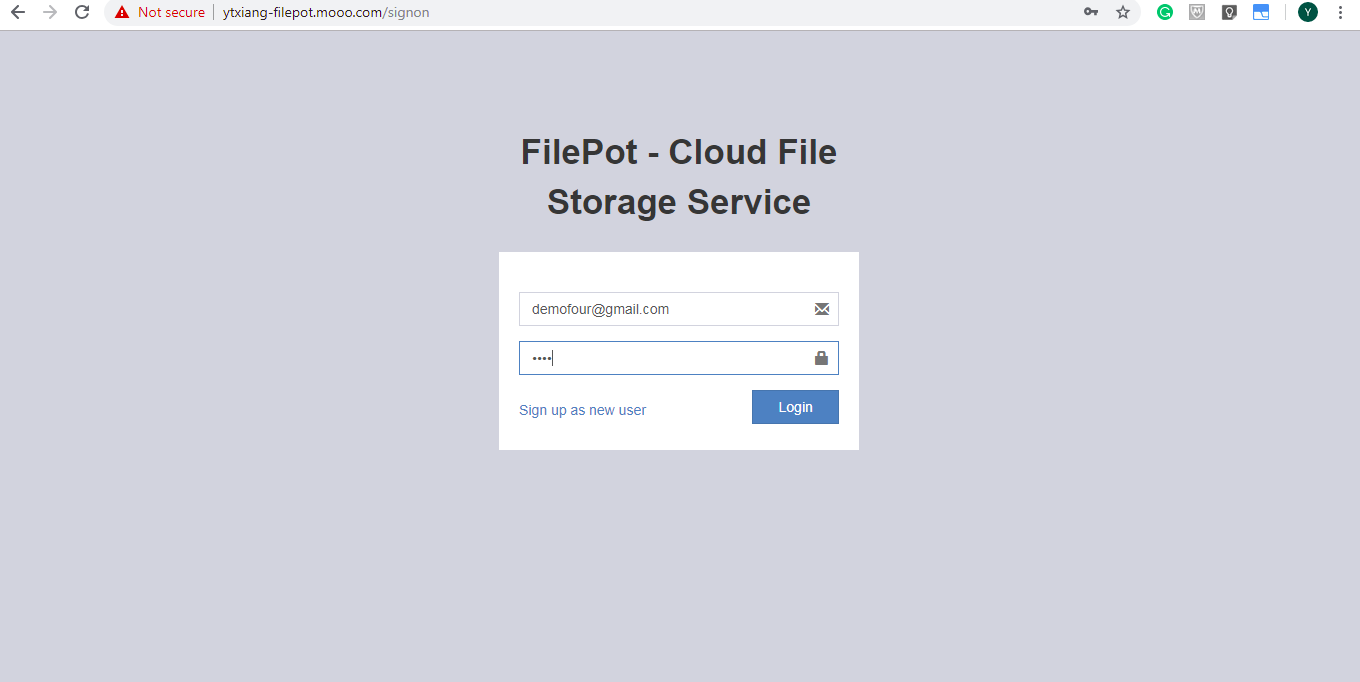 Not secure | ytxiang-filepot.mooo.com/signon
Y
FilePot - Cloud File
Storage Service
demofour@gmail.com
••••
Sign up as new user
Login